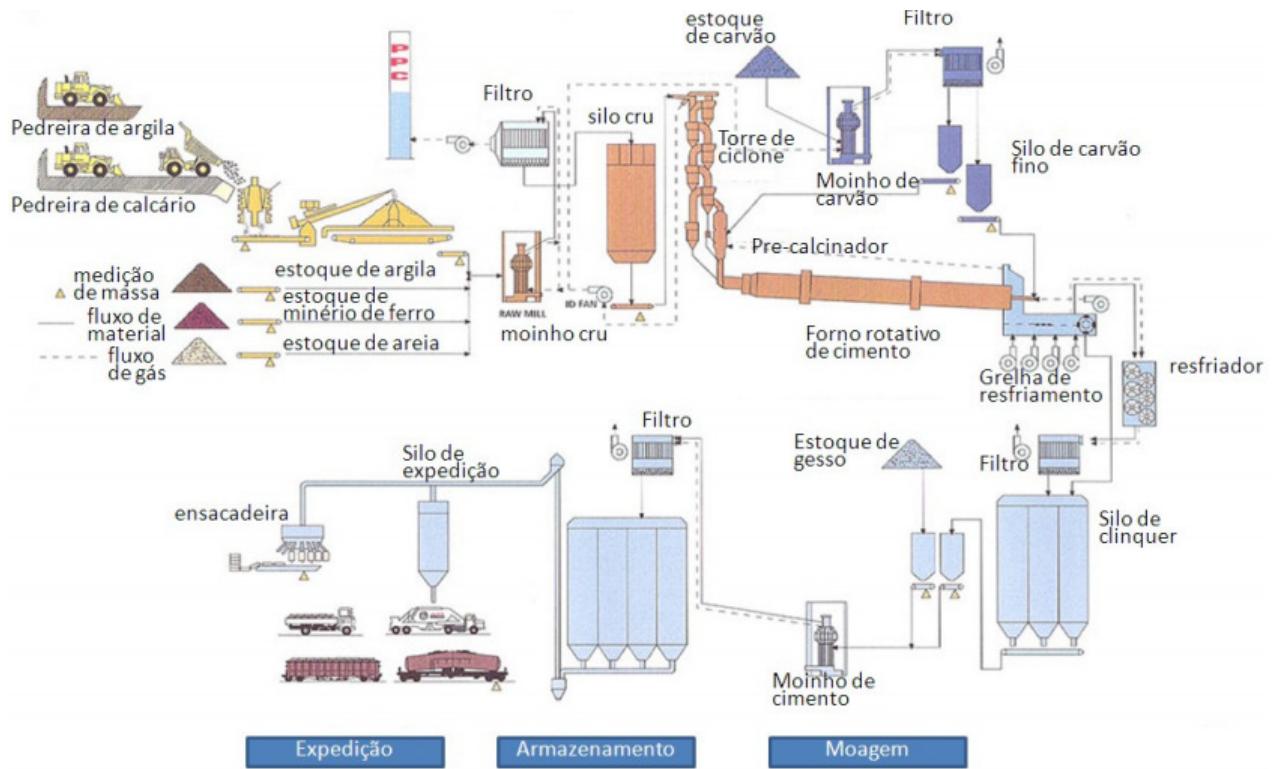 Filtro
estoque
de carvão
PPC
Filtro
silo cru
Pedreira de argila
Torre de
ciclone
Silo de carvão
fino
Moinho de
carvão
Pedreira de calcário
Pre-calcinador
medição
de massa
estoque de argila
estoque de
minério de ferro
fluxo de
material
estoque de areia
fluxo
de gás
ID FAN
RAW MILL
moinho cru
Forno rotativo
de cimento
Grelha de
resfriamento
resfriador
Filtro
Estoque de
gesso
Filtro
Silo de
expedição
ensacadeira
Silo de
clinquer
Moinho de
cimento
Expedição
Armazenamento
Moagem